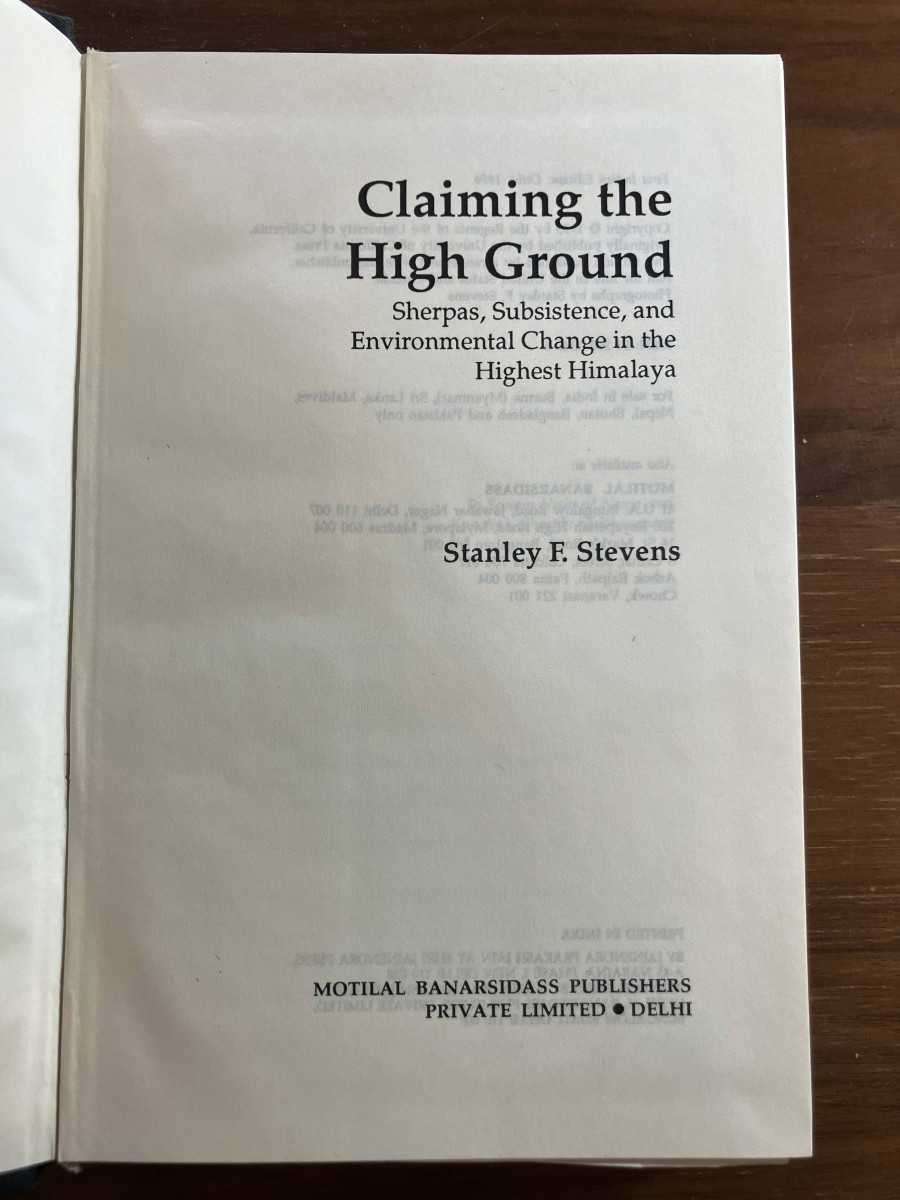 Claiming the
High Ground
Sherpas, Subsistence, and
Environmental Change in the
Highest Himalaya
Stanley F. Stevens
MOTILAL BANARSIDASS PUBLISHERS
PRIVATE LIMITED ● DELHI